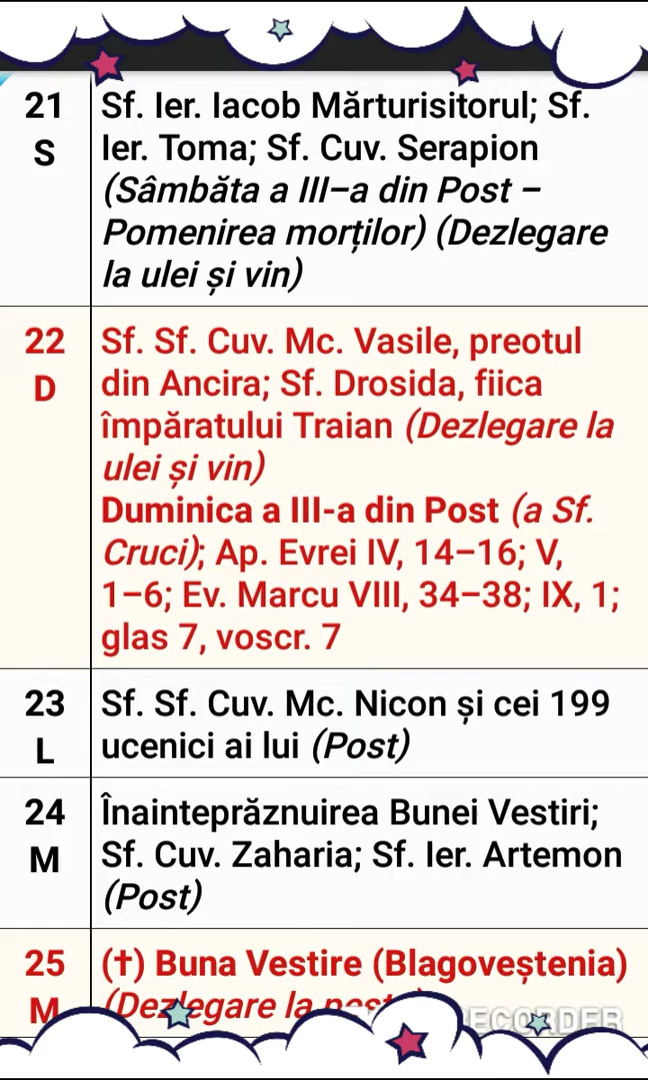 21
S
Sf. Ier. Iacob Mărturisitorul; Sf.
Ier. Toma; Sf. Cuv. Serapion
(Sâmbăta a III–a din Post –
Pomenirea morților) (Dezlegare
la ulei și vin)
22
D
Sf. Sf. Cuv. Mc. Vasile, preotul
din Ancira; Sf. Drosida, fiica
împăratului Traian (Dezlegare la
ulei și vin)
Duminica a III-a din Post (a Sf.
Cruci); Ap. Evrei IV, 14–16; V,
1–6; Ev. Marcu VIII, 34–38; IX, 1;
glas 7, voscr. 7
23
L
Sf. Sf. Cuv. Mc. Nicon și cei 199
ucenici ai lui (Post)
24
M
Înainteprăznuirea Bunei Vestiri;
Sf. Cuv. Zaharia; Sf. Ier. Artemon
(Post)
25
M
(✝) Buna Vestire (Blagoveștenia)
(Dezlegare la
RECORDER